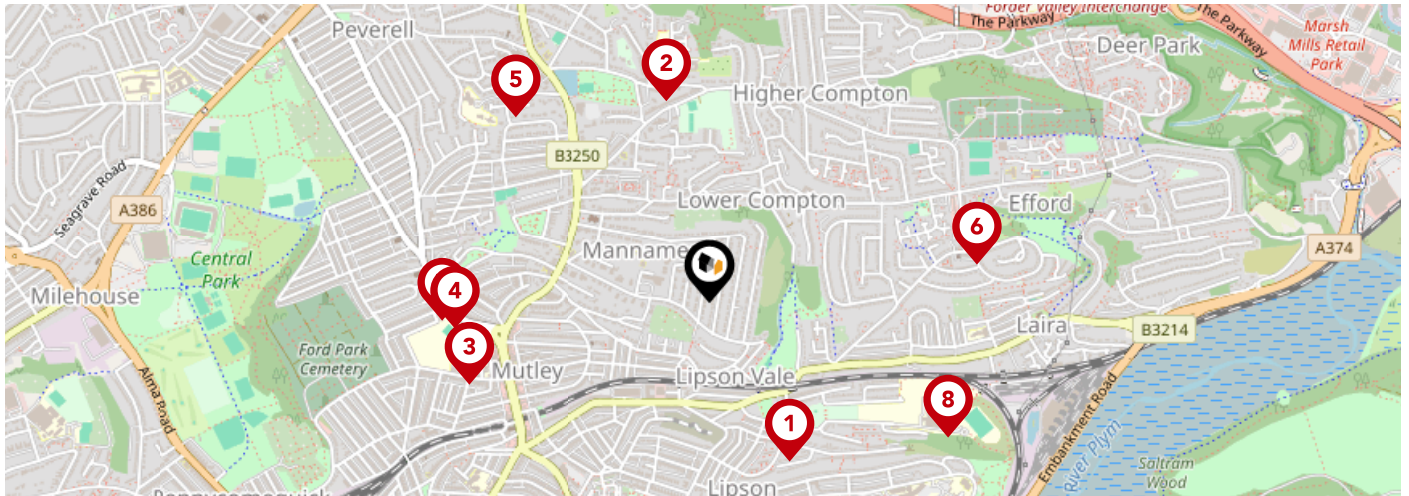 Forder Valley Interchange
The Parkway
The Parkway
Peverell
Marsh
Mills Retail
Park
Deer Park
2
5
Higher Compton
B3250
Seagrave Road
A386
Lower Compton
Efford
6
A374
Central
Park
Manname
Milehouse
4
Laira
B3214
3
Ford Park
Cemetery
Mutley
Lipson Vale
Alma Road
8
1
Embankment Road
River Plym
Saltram
Wood
Lipson
Pennycomequick